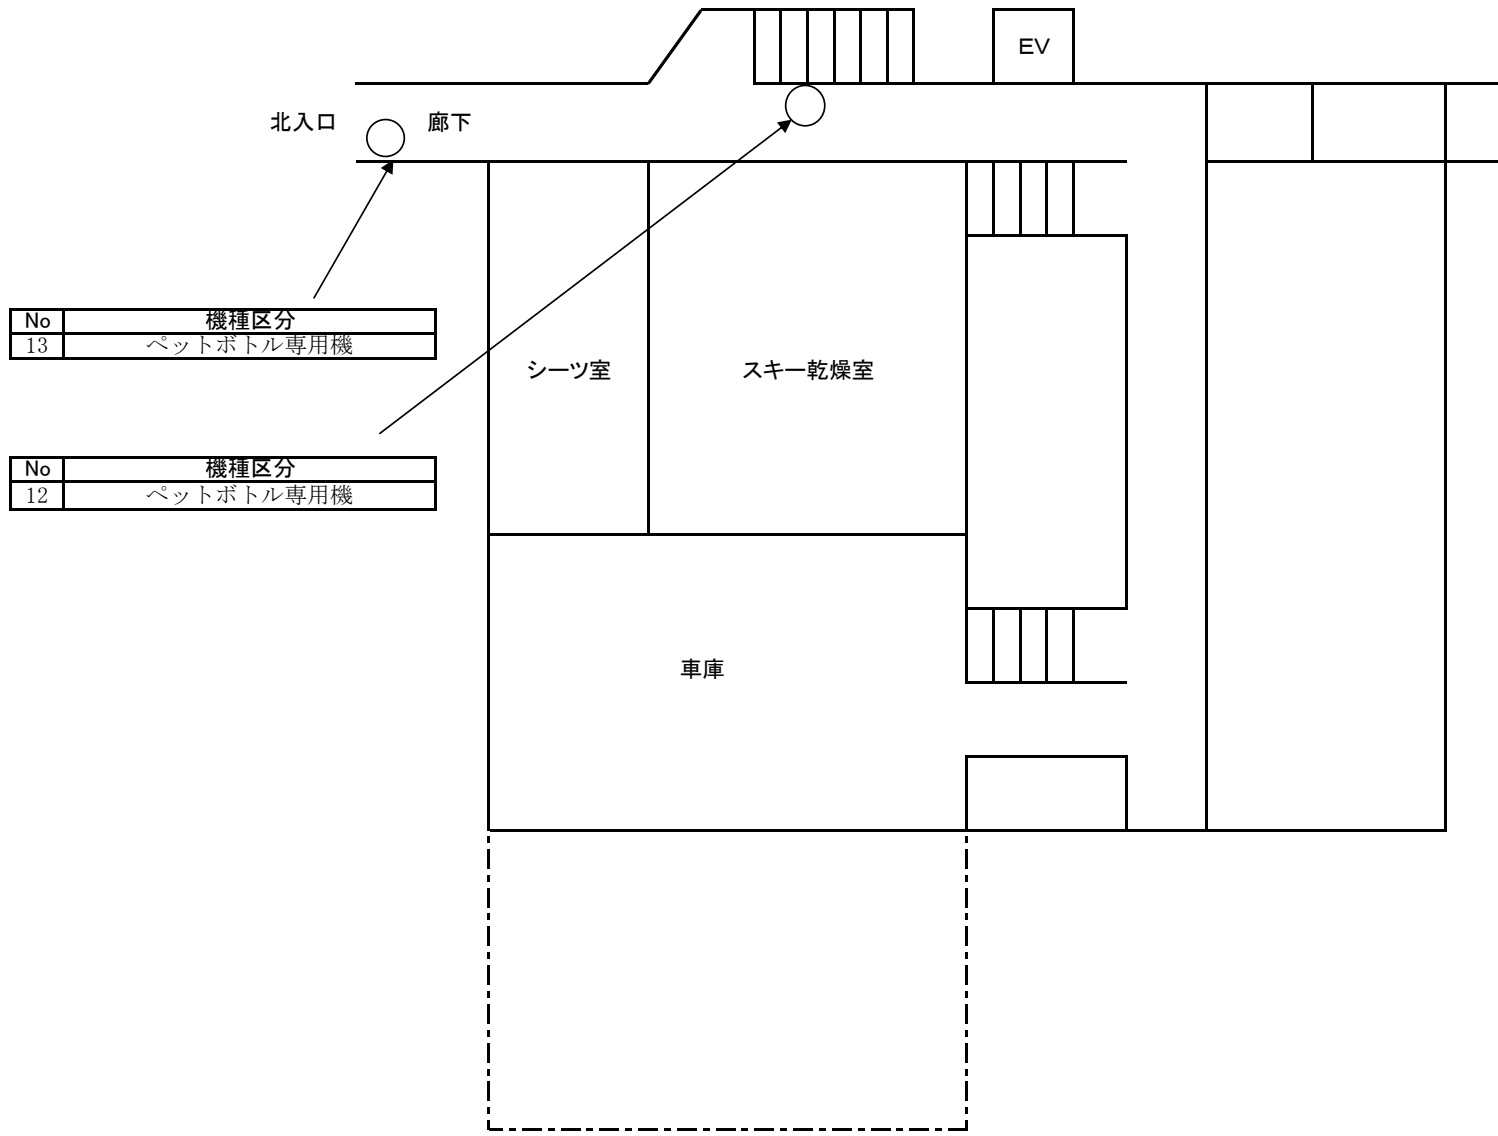 EV
北入口
廊下
No 機種区分
13 ペットボトル専用機
シーツ室
スキー乾燥室
No 機種区分
12 ペットボトル専用機
車庫